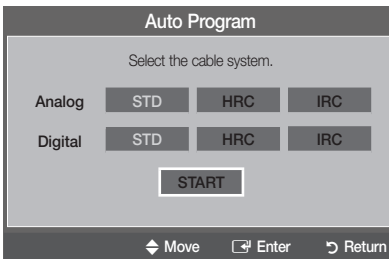 Auto Program
Select the cable system.
Analog STD HRC IRC
Digital STD HRC IRC
START
Move Enter Return